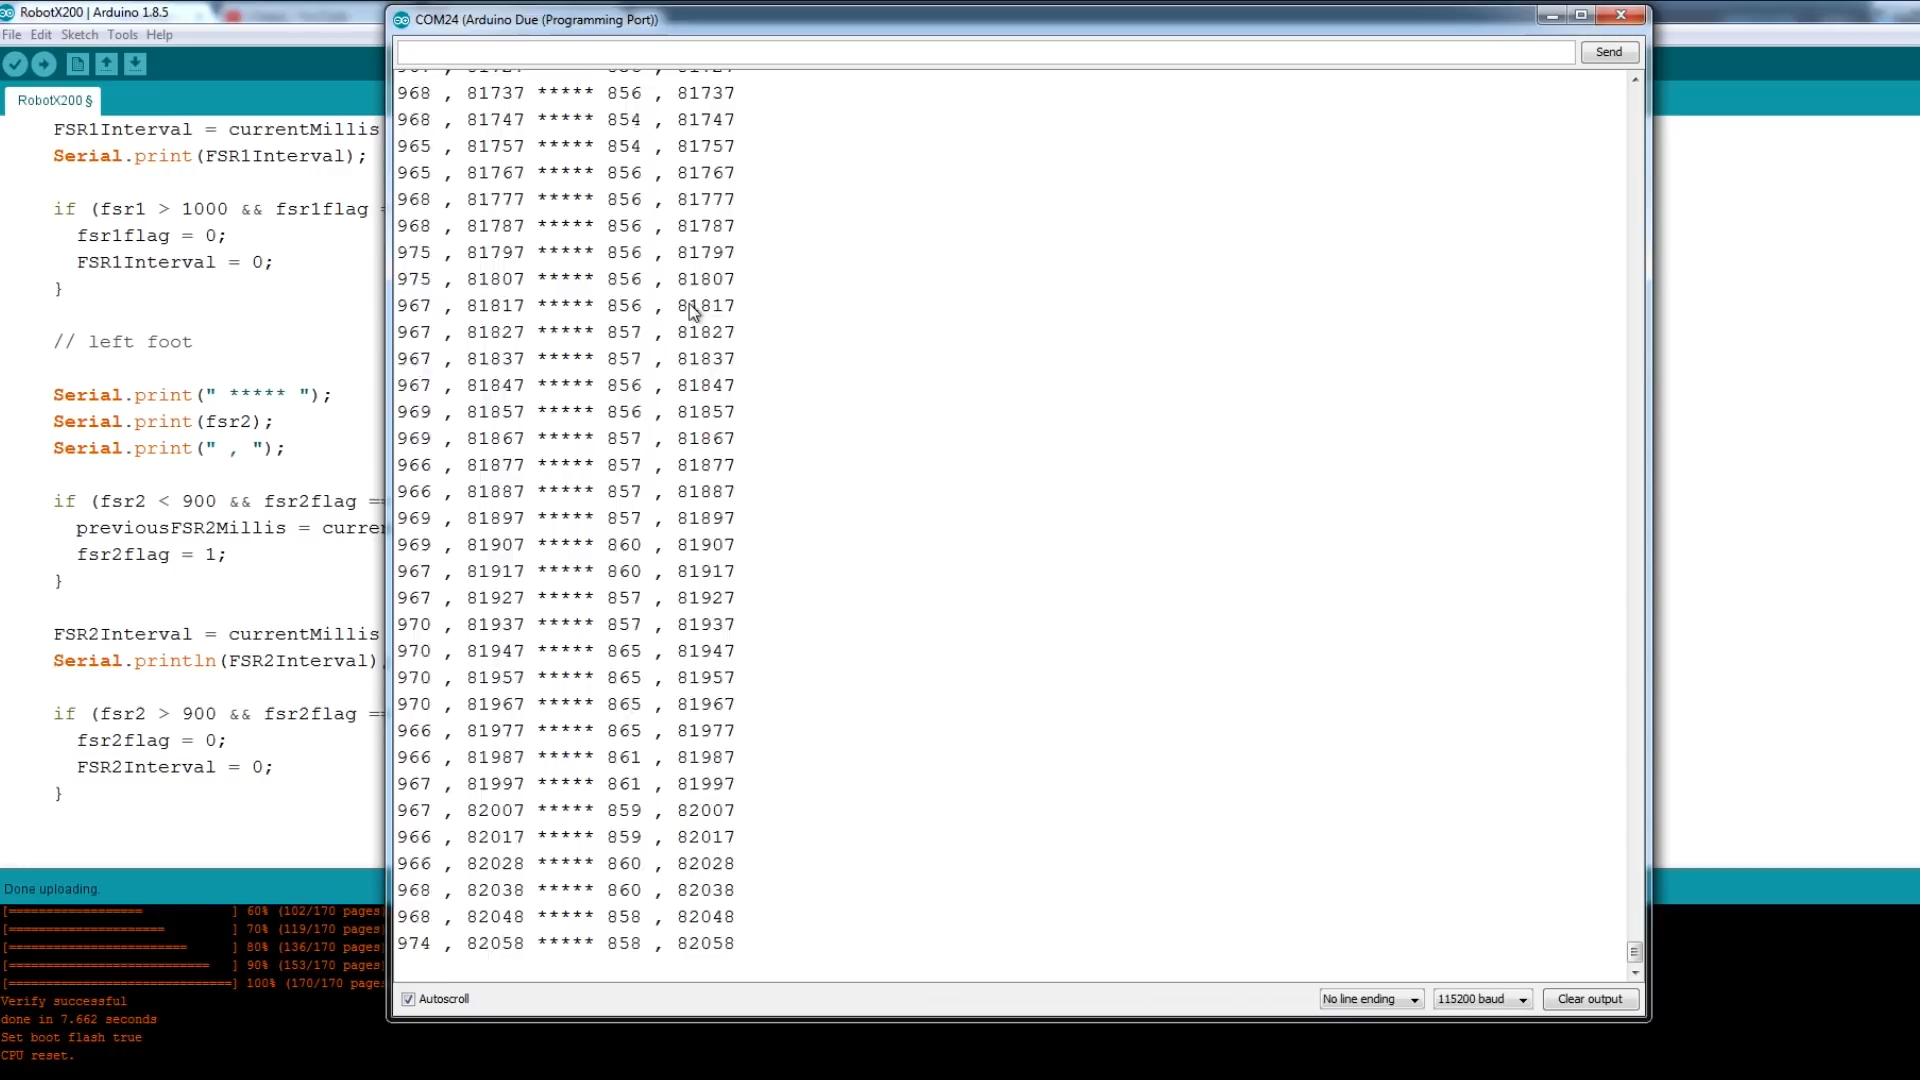 RobotX200 | Arduino 1.8.5
File Edit Sketch Tools Help
RobotX200 §
FSR1Interval = currentMillis
Serial.print(FSR1Interval);
if (fsr1 > 1000 && fsr1flag =
fsr1flag = 0;
FSR1Interval = 0;
}
// left foot
Serial.print(" ***** ");
Serial.print(fsr2);
Serial.print(" , ");
if (fsr2 < 900 && fsr2flag ==
previousFSR2Millis = curre
fsr2flag = 1;
}
FSR2Interval = currentMillis
Serial.println(FSR2Interval)
if (fsr2 > 900 && fsr2flag ==
fsr2flag = 0;
FSR2Interval = 0;
}
Done uploading.
[==================            ] 60% (102/170 pages)
[=====================         ] 70% (119/170 pages)
[========================      ] 80% (136/170 pages)
[===========================   ] 90% (153/170 pages)
[==============================] 100% (170/170 page
Verify successful
done in 7.662 seconds
Set boot flash true
CPU reset.
COM24 (Arduino Due (Programming Port))
Send
968 , 81737 ***** 856 , 81737
968 , 81747 ***** 854 , 81747
965 , 81757 ***** 854 , 81757
965 , 81767 ***** 856 , 81767
968 , 81777 ***** 856 , 81777
968 , 81787 ***** 856 , 81787
975 , 81797 ***** 856 , 81797
975 , 81807 ***** 856 , 81807
967 , 81817 ***** 856 , 81817
967 , 81827 ***** 857 , 81827
967 , 81837 ***** 857 , 81837
967 , 81847 ***** 856 , 81847
969 , 81857 ***** 856 , 81857
969 , 81867 ***** 857 , 81867
966 , 81877 ***** 857 , 81877
966 , 81887 ***** 857 , 81887
969 , 81897 ***** 857 , 81897
969 , 81907 ***** 860 , 81907
967 , 81917 ***** 860 , 81917
967 , 81927 ***** 857 , 81927
970 , 81937 ***** 857 , 81937
970 , 81947 ***** 865 , 81947
970 , 81957 ***** 865 , 81957
970 , 81967 ***** 865 , 81967
966 , 81977 ***** 865 , 81977
966 , 81987 ***** 861 , 81987
967 , 81997 ***** 861 , 81997
967 , 82007 ***** 859 , 82007
966 , 82017 ***** 859 , 82017
966 , 82028 ***** 860 , 82028
968 , 82038 ***** 860 , 82038
968 , 82048 ***** 858 , 82048
974 , 82058 ***** 858 , 82058
Autoscroll
No line ending
115200 baud
Clear output